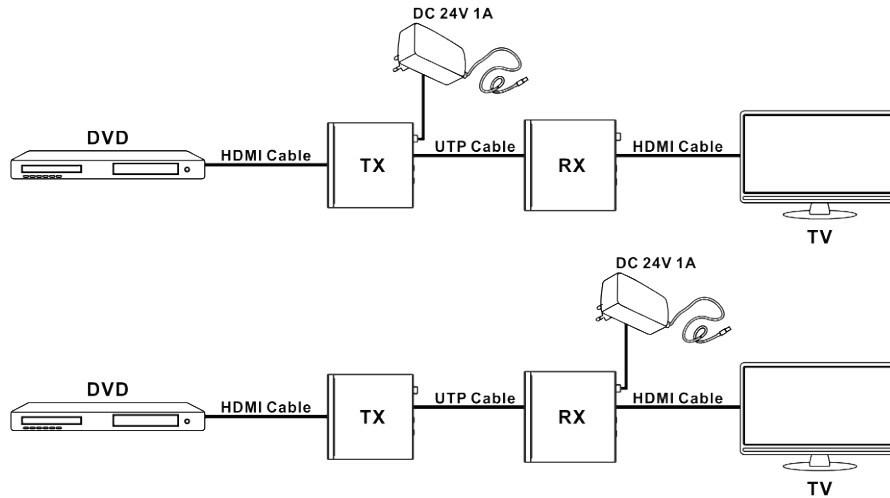 DC 24V 1A
DVD
HDMI Cable
TX
UTP Cable
RX
HDMI Cable
TV
DC 24V 1A
DVD
HDMI Cable
TX
UTP Cable
RX
HDMI Cable
TV